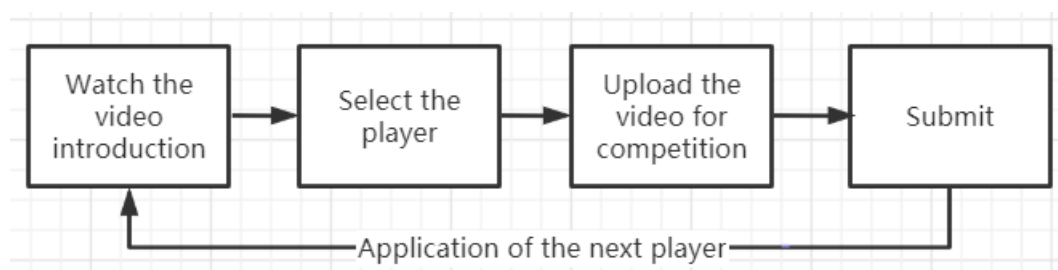 Watch the
video
introduction
Select the
player
Upload the
video for
competition
Submit
Application of the next player